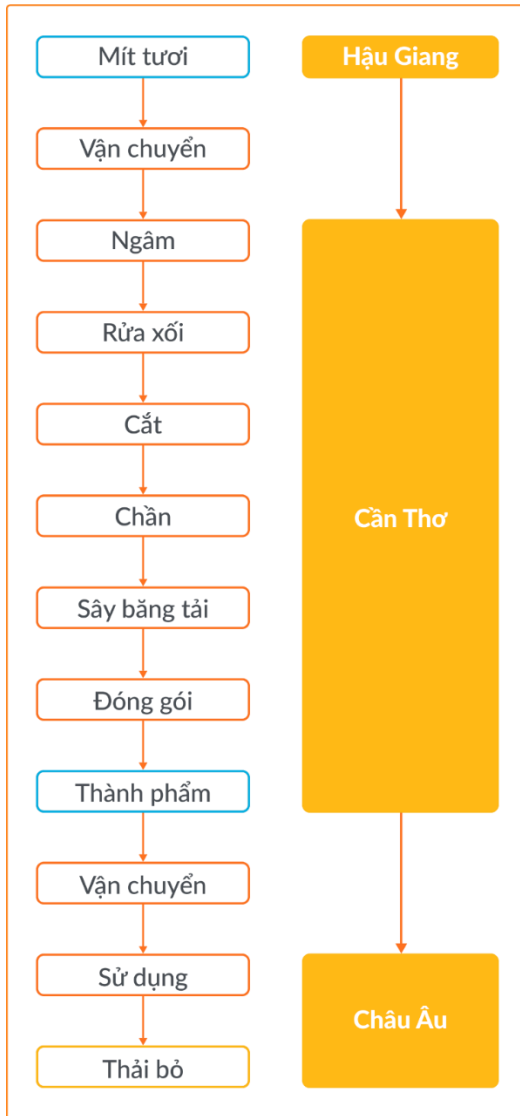 Mít tươi
Vận chuyển
Ngâm
Rửa xối
Cắt
Chần
Sây băng tải
Đóng gói
Thành phẩm
Vận chuyển
Sử dụng
Thải bỏ
Hậu Giang
Cần Thơ
Châu Âu